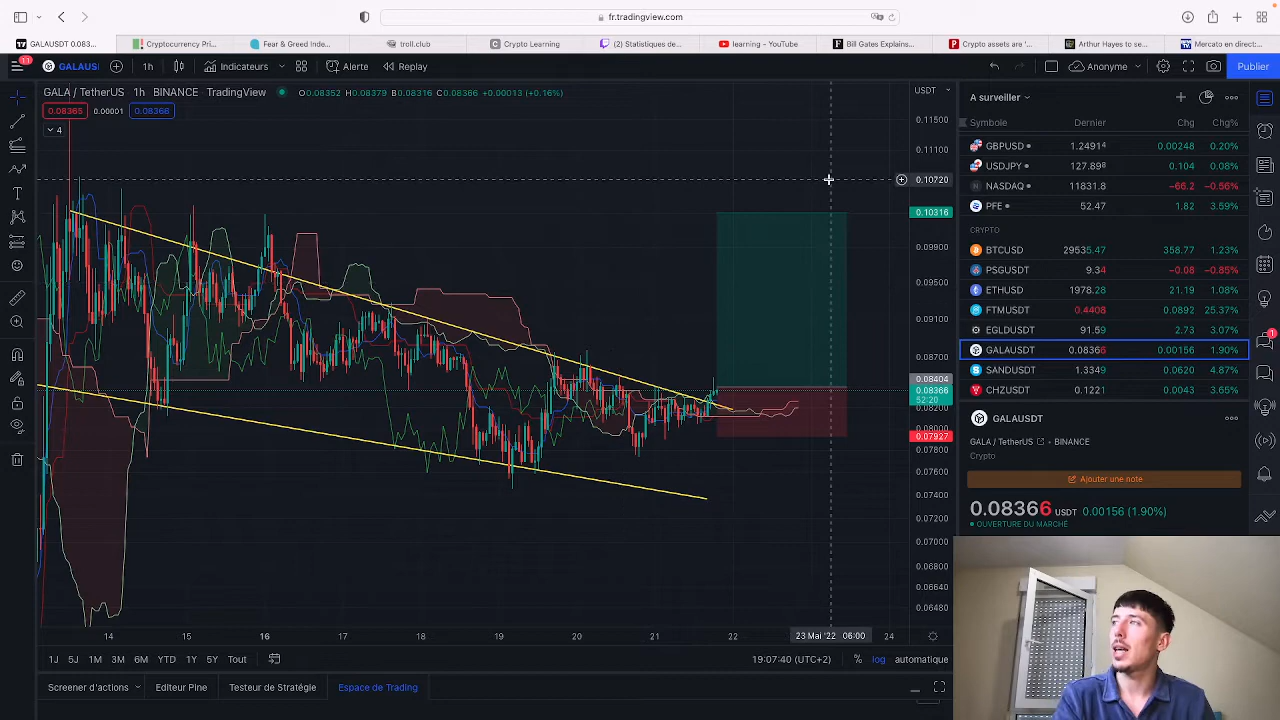 fr.tradingview.com
GALAUSDT 0.083...
Cryptocurrency Pri...
Fear & Greed Inde...
troll.club
Crypto Learning
(2) Statistiques de...
learning – YouTube
Bill Gates Explains...
Crypto assets are '...
Arthur Hayes to se...
Mercato en direct:...
11
GALAUSI
1h
Indicateurs
Alerte
Replay
Anonyme
Publier
GALA / TetherUS 1h BINANCE TradingView
O0.08352 H0.08379 B0.08316 C0.08366 +0.00013 (+0.16%)
USDT
0.08365
0.00001
0.08366
4
0.11500
0.11100
0.10720
0.10316
0.09900
0.09500
0.09100
0.08700
0.08404
0.08366
52:20
0.08200
0.08000
0.07927
0.07800
0.07600
0.07400
0.07200
0.07000
0.06800
0.06640
0.06480
14
15
16
17
18
19
20
21
22
23 Mai '22 06:00
24
1J
5J
1M
3M
6M
YTD
1Y
5Y
Tout
19:07:40 (UTC+2)
%
log
automatique
Screener d'actions
Editeur Pine
Testeur de Stratégie
Espace de Trading
A surveiller
Symbole Dernier Chg Chg%
GBPUSD 1.2491⁴ 0.00248 0.20%
USDJPY 127.89⁸ 0.104 0.08%
NASDAQ 11831.8 −66.2 −0.56%
PFE 52.47 1.82 3.59%
CRYPTO
BTCUSD 29535.47 358.77 1.23%
PSGUSDT 9.34 −0.08 −0.85%
ETHUSD 1978.28 21.19 1.08%
FTMUSDT 0.4408 0.0892 25.37%
EGLDUSDT 91.59 2.73 3.07%
GALAUSDT 0.08366 0.00156 1.90%
SANDUSDT 1.3349 0.0620 4.87%
CHZUSDT 0.1221 0.0043 3.65%
GALAUSDT
GALA / TetherUS • BINANCE
Crypto
Ajouter une note
0.08366 USDT 0.00156 (1.90%)
OUVERTURE DU MARCHÉ
1